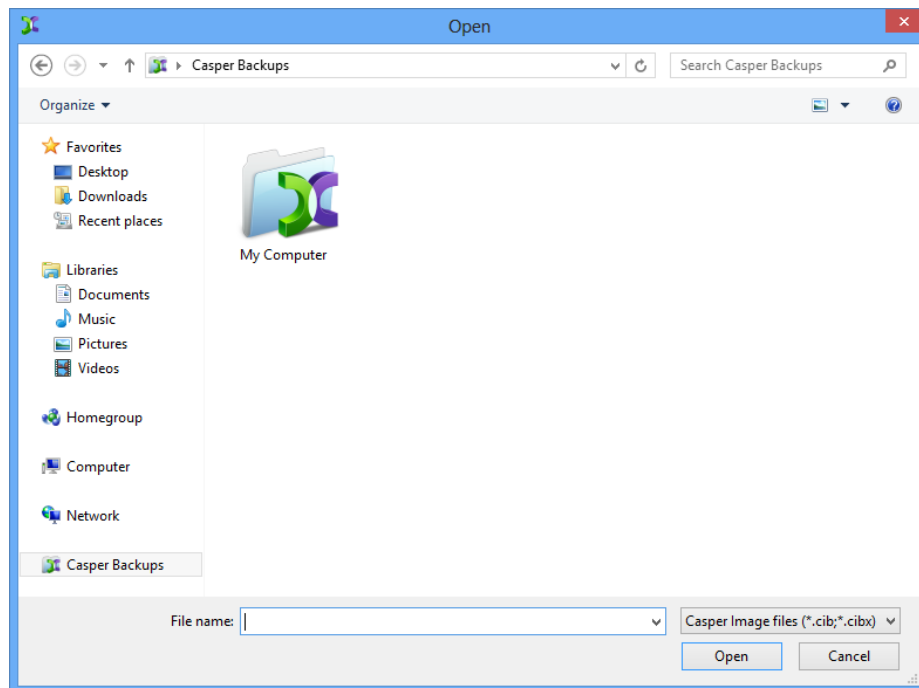 Open
Casper Backups
Search Casper Backups
Organize
Favorites
Desktop
Downloads
Recent places
Libraries
Documents
Music
Pictures
Videos
Homegroup
Computer
Network
Casper Backups
My Computer
File name:
Casper Image files (*.cib;*.cibx)
Open
Cancel